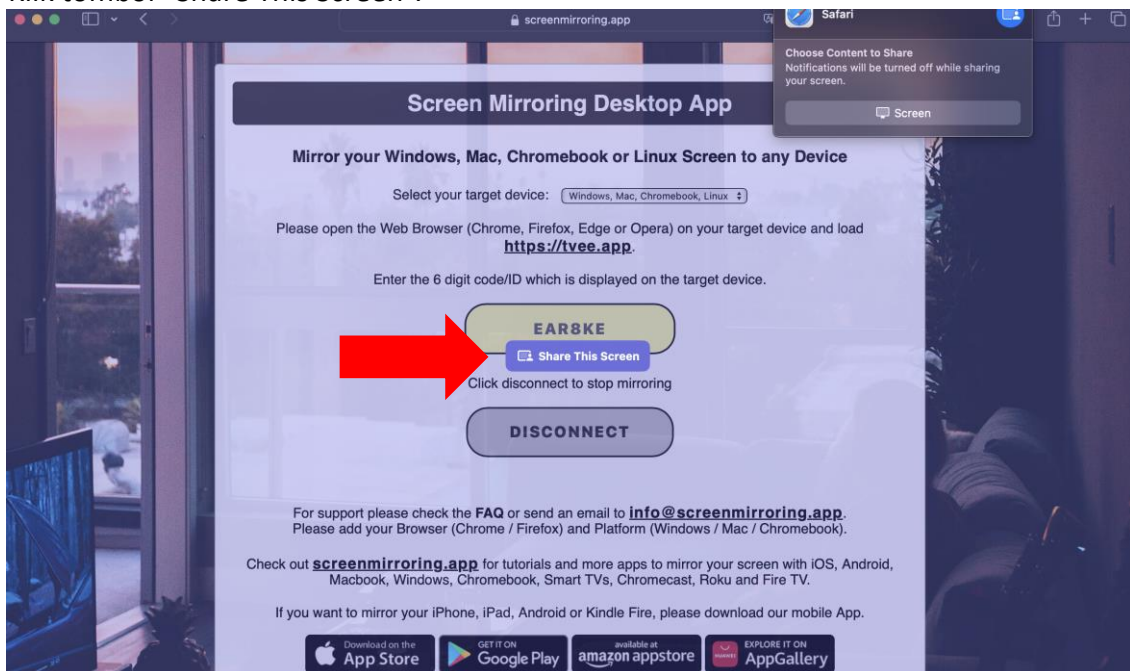 screenmirroring.app
Safari
Choose Content to Share
Notifications will be turned off while sharing
your screen.
Screen
Screen Mirroring Desktop App
Mirror your Windows, Mac, Chromebook or Linux Screen to any Device
Select your target device: Windows, Mac, Chromebook, Linux
Please open the Web Browser (Chrome, Firefox, Edge or Opera) on your target device and load
https://tvee.app.
Enter the 6 digit code/ID which is displayed on the target device.
EAR8KE
Share This Screen
Click disconnect to stop mirroring
DISCONNECT
For support please check the FAQ or send an email to info@screenmirroring.app.
Please add your Browser (Chrome / Firefox) and Platform (Windows / Mac / Chromebook).
Check out screenmirroring.app for tutorials and more apps to mirror your screen with iOS, Android,
Macbook, Windows, Chromebook, Smart TVs, Chromecast, Roku and Fire TV.
If you want to mirror your iPhone, iPad, Android or Kindle Fire, please download our mobile App.
Download on the
App Store
GET IT ON
Google Play
available at
amazon appstore
HUAWEI
EXPLORE IT ON
AppGallery